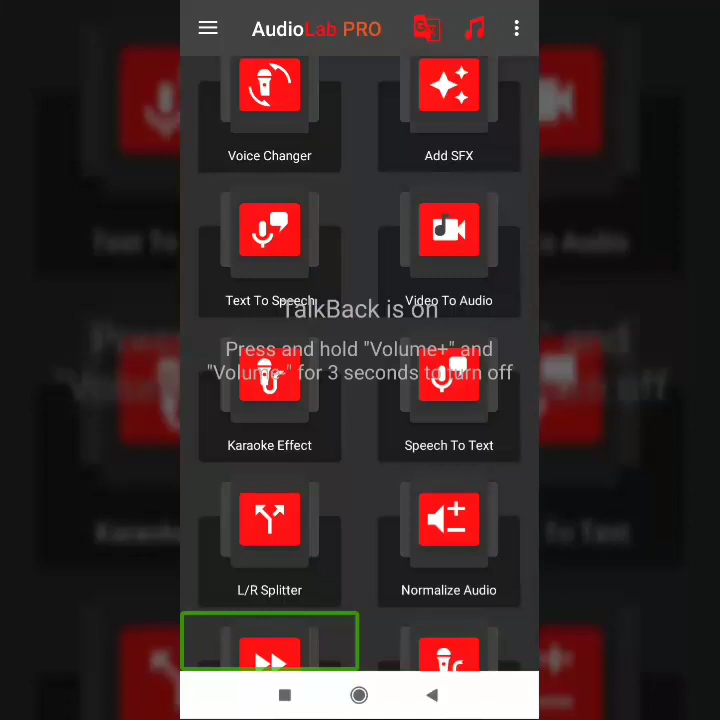 AudioLab PRO
Voice Changer
Add SFX
Text To Speech
Video To Audio
TalkBack is on
Press and hold "Volume+" and
"Volume-" for 3 seconds to turn off
Karaoke Effect
Speech To Text
L/R Splitter
Normalize Audio